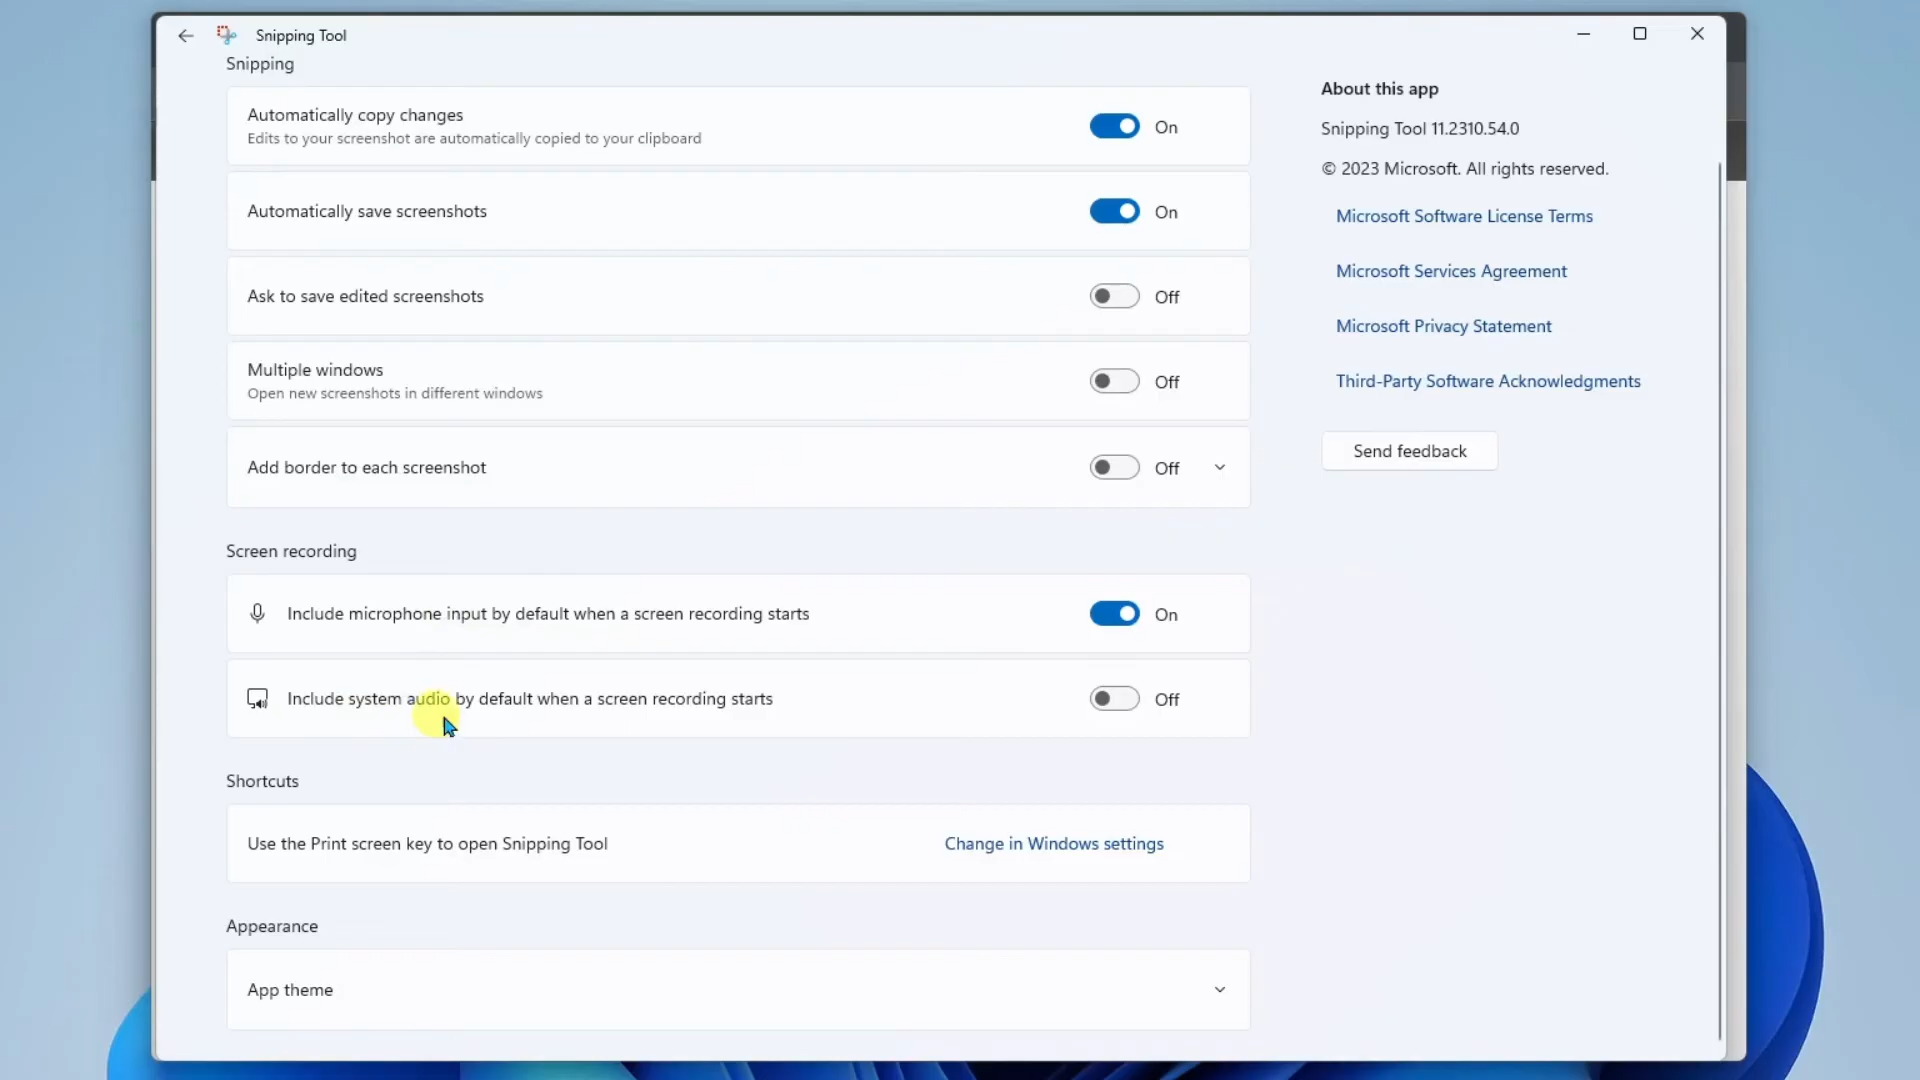 Snipping Tool
Snipping
Automatically copy changes
On
Edits to your screenshot are automatically copied to your clipboard
Automatically save screenshots
On
Ask to save edited screenshots
Off
Multiple windows
Off
Open new screenshots in different windows
Add border to each screenshot
Off
Screen recording
Include microphone input by default when a screen recording starts
On
Include system audio by default when a screen recording starts
Off
Shortcuts
Use the Print screen key to open Snipping Tool
Change in Windows settings
Appearance
App theme
About this app
Snipping Tool 11.2310.54.0
© 2023 Microsoft. All rights reserved.
Microsoft Software License Terms
Microsoft Services Agreement
Microsoft Privacy Statement
Third-Party Software Acknowledgments
Send feedback